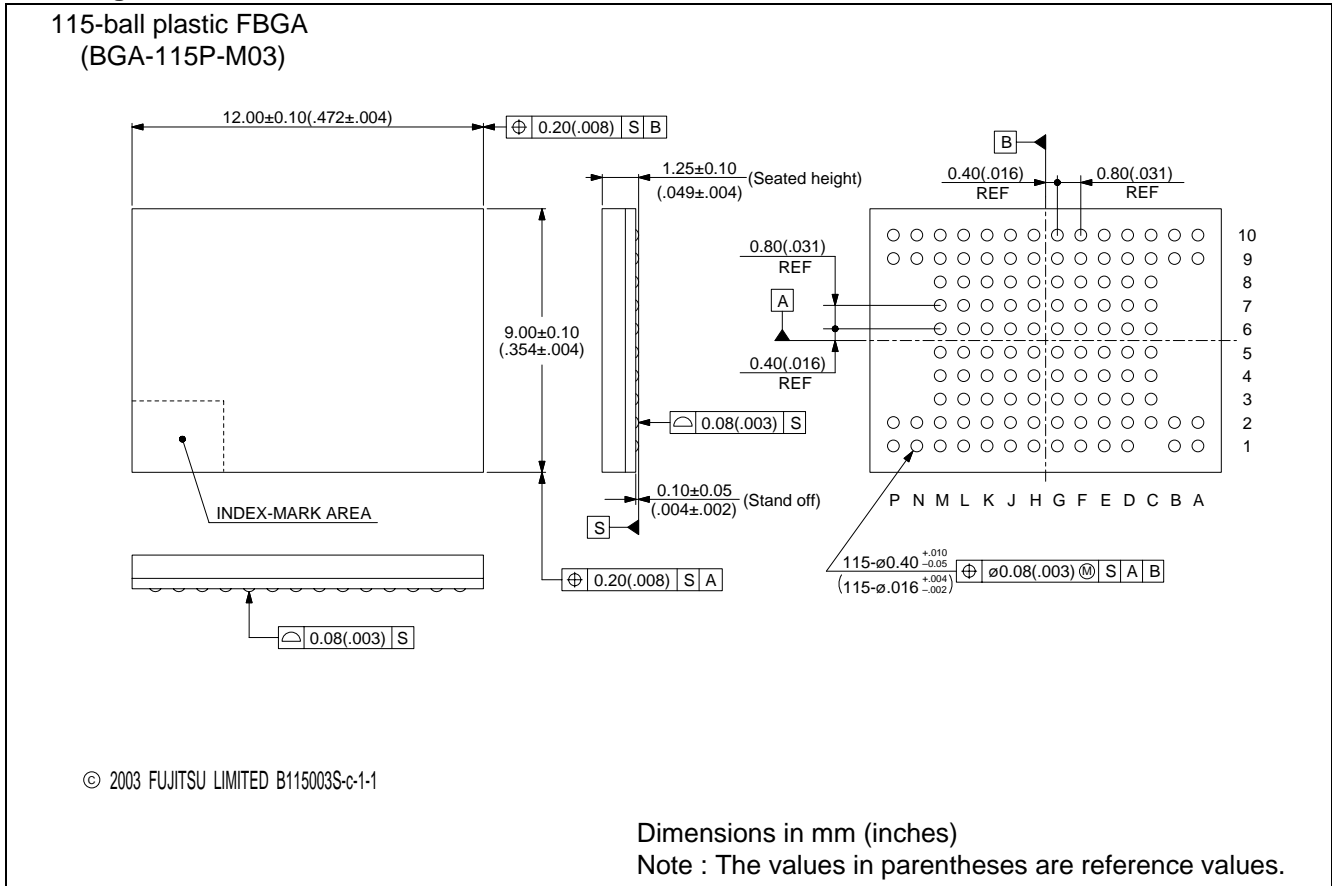 115-ball plastic FBGA
(BGA-115P-M03)
12.00±0.10(.472±.004)
⌖ 0.20(.008) S B
1.25±0.10
(.049±.004)
(Seated height)
B
0.40(.016)
REF
0.80(.031)
REF
0.80(.031)
REF
A
0.40(.016)
REF
10
9
8
7
6
5
4
3
2
1
9.00±0.10
(.354±.004)
⌓ 0.08(.003) S
0.10±0.05
(.004±.002)
(Stand off)
S
P N M L K J H G F E D C B A
INDEX-MARK AREA
⌖ 0.20(.008) S A
115-ø0.40 +.010 −0.05
(115-ø.016 +.004 −.002)
⌖ ø0.08(.003) Ⓜ S A B
⌓ 0.08(.003) S
© 2003 FUJITSU LIMITED B115003S-c-1-1
Dimensions in mm (inches)
Note : The values in parentheses are reference values.